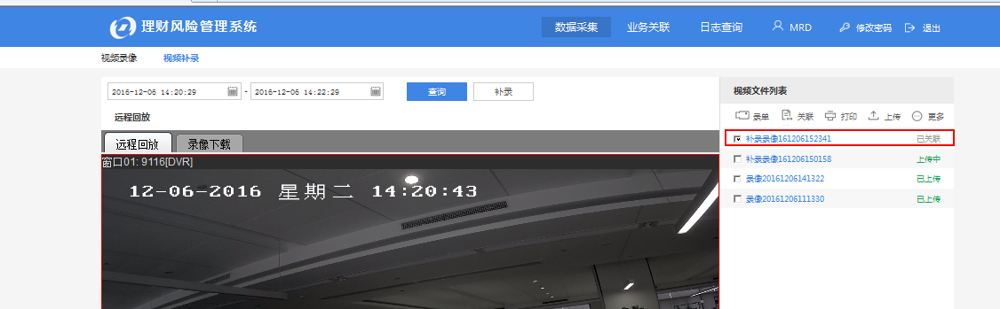 理财风险管理系统
数据采集 业务关联 日志查询 MRD 修改密码 退出
视频录像 视频补录
2016-12-06 14:20:29 - 2016-12-06 14:22:29 查询 补录
远程回放
远程回放 录像下载
窗口01: 9116[DVR]
12-06-2016 星期二 14:20:43
视频文件列表
录单 关联 打印 上传 更多
补录录像161206152341 已关联
补录录像161206150158 上传中
录像20161206141322 已上传
录像20161206111330 已上传